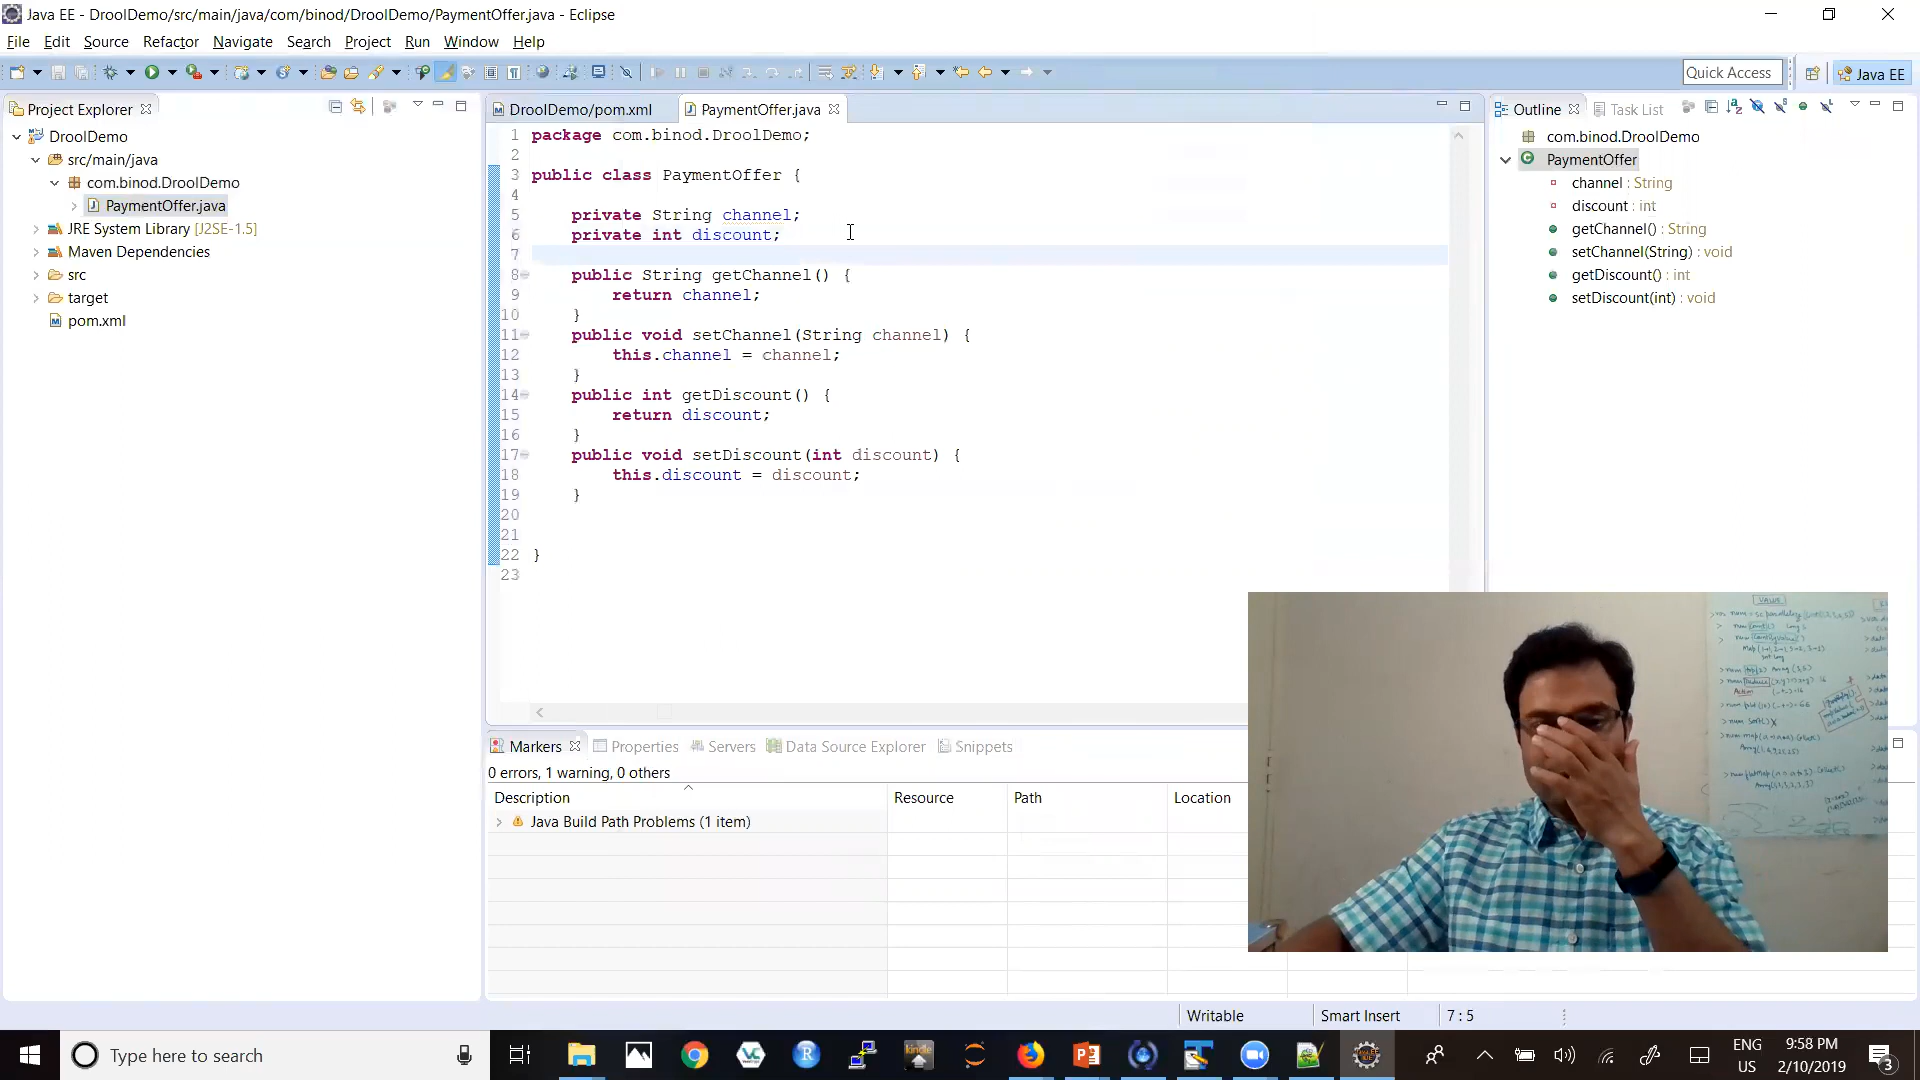 Java EE - DroolDemo/src/main/java/com/binod/DroolDemo/PaymentOffer.java - Eclipse
File Edit Source Refactor Navigate Search Project Run Window Help
Quick Access
Java EE
Project Explorer
DroolDemo
src/main/java
com.binod.DroolDemo
PaymentOffer.java
JRE System Library [J2SE-1.5]
Maven Dependencies
src
target
pom.xml
DroolDemo/pom.xml
PaymentOffer.java
1 package com.binod.DroolDemo;
2
3 public class PaymentOffer {
4
5 private String channel;
6 private int discount;
7
8 public String getChannel() {
9 return channel;
10 }
11 public void setChannel(String channel) {
12 this.channel = channel;
13 }
14 public int getDiscount() {
15 return discount;
16 }
17 public void setDiscount(int discount) {
18 this.discount = discount;
19 }
20
21
22 }
23
Outline Task List
com.binod.DroolDemo
PaymentOffer
channel : String
discount : int
getChannel() : String
setChannel(String) : void
getDiscount() : int
setDiscount(int) : void
Markers Properties Servers Data Source Explorer Snippets
0 errors, 1 warning, 0 others
Description Resource Path Location
Java Build Path Problems (1 item)
VALUE
Writable Smart Insert 7 : 5
Type here to search
kindle
ENG
US
9:58 PM
2/10/2019
3